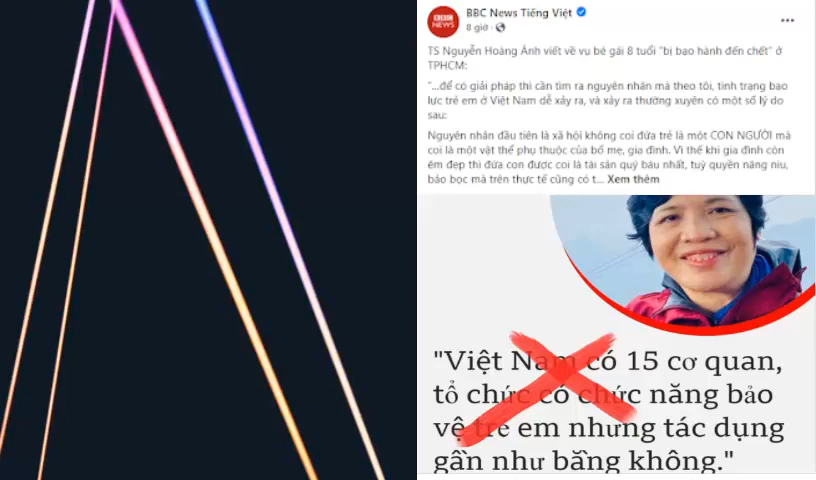 BBC News Tiếng Việt
BBC
NEWS
8 giờ ·
TS Nguyễn Hoàng Ánh viết về vụ bé gái 8 tuổi "bị bạo hành đến chết" ở
TPHCM:
"...để có giải pháp thì cần tìm ra nguyên nhân mà theo tôi, tình trạng bạo
lực trẻ em ở Việt Nam dễ xảy ra, và xảy ra thường xuyên có một số lý do
sau:
Nguyên nhân đầu tiên là xã hội không coi đứa trẻ là một CON NGƯỜI mà
coi là một vật thể phụ thuộc của bố mẹ, gia đình. Vì thế khi gia đình còn
êm đẹp thì đứa con được coi là tài sản quý báu nhất, tuỳ quyền nâng niu,
bảo bọc mà trên thực tế cũng có t... Xem thêm
"Việt Nam có 15 cơ quan,
tổ chức có chức năng bảo
vệ trẻ em nhưng tác dụng
gần như bằng không."